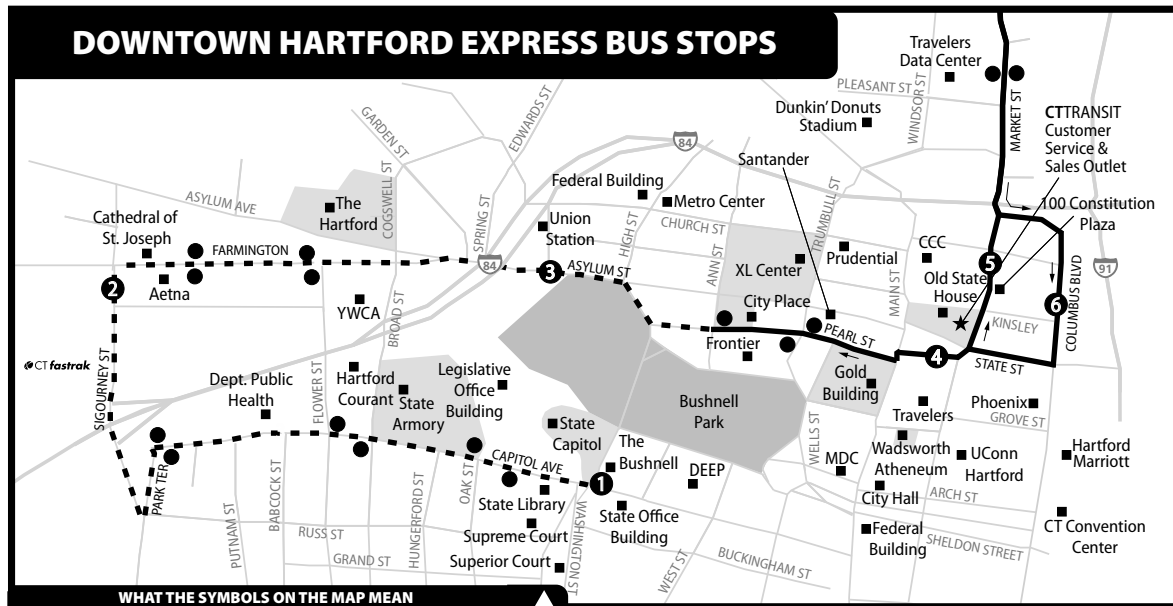 DOWNTOWN HARTFORD EXPRESS BUS STOPS
Travelers
Data Center
PLEASANT ST
WINDSOR ST
MARKET ST
CTTRANSIT
Customer
Service &
Sales Outlet
Dunkin' Donuts
Stadium
EDWARDS ST
GARDEN ST
84
Santander
100 Constitution
Plaza
COGSWELL ST
ASYLUM AVE
The
Hartford
SPRING ST
Federal Building
Metro Center
CHURCH ST
TRUMBULL ST
Cathedral of
St. Joseph
FARMINGTON
Union
Station
HIGH ST
ANN ST
Prudential
CCC
MAIN ST
5
91
84
3
ASYLUM ST
XL Center
Old State
House
2
Aetna
6
COLUMBUS BLVD
YWCA
BROAD ST
City Place
PEARL ST
KINSLEY
Frontier
4
STATE ST
CTfastrak
SIGOURNEY ST
Dept. Public
Health
FLOWER ST
Hartford
Courant
State
Armory
Legislative
Office
Building
Gold
Building
Bushnell
Park
Travelers
Phoenix
GROVE ST
State
Capitol
The
Bushnell
WELLS ST
Wadsworth
Atheneum
UConn
Hartford
Hartford
Marriott
PARK TER
CAPITOL AVE
1
DEEP
MDC
City Hall
ARCH ST
BABCOCK ST
OAK ST
State Library
State Office
Building
PUTNAM ST
RUSS ST
HUNGERFORD ST
Supreme Court
WASHINGTON ST
Federal
Building
SHELDON STREET
CT Convention
Center
GRAND ST
Superior Court
WEST ST
BUCKINGHAM ST
WHAT THE SYMBOLS ON THE MAP MEAN